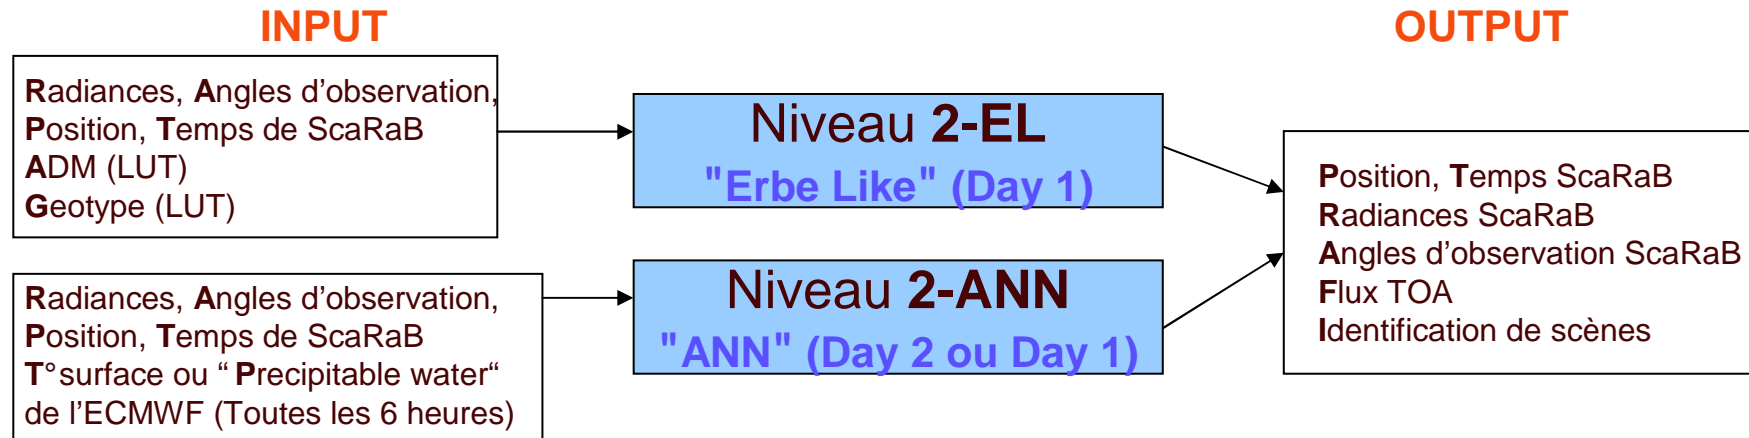 INPUT
OUTPUT
Radiances, Angles d’observation,
Position, Temps de ScaRaB
ADM (LUT)
Geotype (LUT)
Niveau 2-EL
"Erbe Like" (Day 1)
Radiances, Angles d’observation,
Position, Temps de ScaRaB
T° surface ou “ Precipitable water“
de l’ECMWF (Toutes les 6 heures)
Niveau 2-ANN
"ANN" (Day 2 ou Day 1)
Position, Temps ScaRaB
Radiances ScaRaB
Angles d’observation ScaRaB
Flux TOA
Identification de scènes